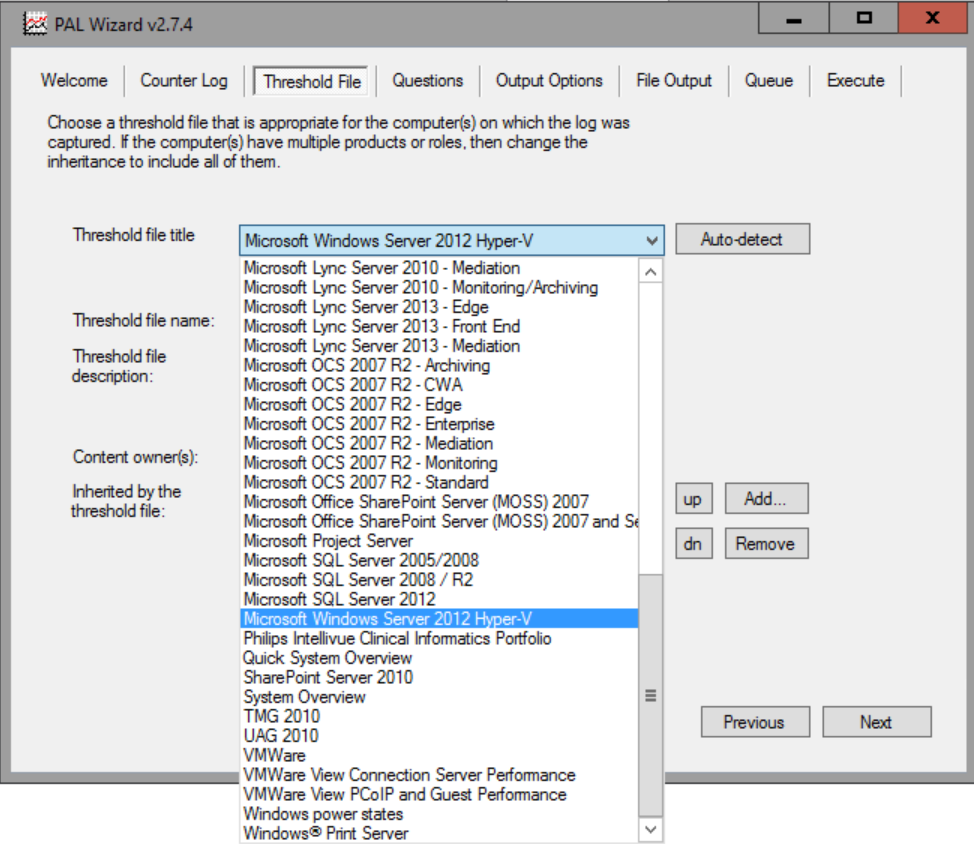 PAL Wizard v2.7.4
Welcome Counter Log Threshold File Questions Output Options File Output Queue Execute
Choose a threshold file that is appropriate for the computer(s) on which the log was
captured. If the computer(s) have multiple products or roles, then change the
inheritance to include all of them.
Threshold file title
Microsoft Windows Server 2012 Hyper-V
Auto-detect
Threshold file name:
Threshold file
description:
Content owner(s):
Inherited by the
threshold file:
Microsoft Lync Server 2010 - Mediation
Microsoft Lync Server 2010 - Monitoring/Archiving
Microsoft Lync Server 2013 - Edge
Microsoft Lync Server 2013 - Front End
Microsoft Lync Server 2013 - Mediation
Microsoft OCS 2007 R2 - Archiving
Microsoft OCS 2007 R2 - CWA
Microsoft OCS 2007 R2 - Edge
Microsoft OCS 2007 R2 - Enterprise
Microsoft OCS 2007 R2 - Mediation
Microsoft OCS 2007 R2 - Monitoring
Microsoft OCS 2007 R2 - Standard
Microsoft Office SharePoint Server (MOSS) 2007
Microsoft Office SharePoint Server (MOSS) 2007 and Se
Microsoft Project Server
Microsoft SQL Server 2005/2008
Microsoft SQL Server 2008 / R2
Microsoft SQL Server 2012
Microsoft Windows Server 2012 Hyper-V
Philips Intellivue Clinical Informatics Portfolio
Quick System Overview
SharePoint Server 2010
System Overview
TMG 2010
UAG 2010
VMWare
VMWare View Connection Server Performance
VMWare View PCoIP and Guest Performance
Windows power states
Windows® Print Server
up Add...
dn Remove
Previous Next